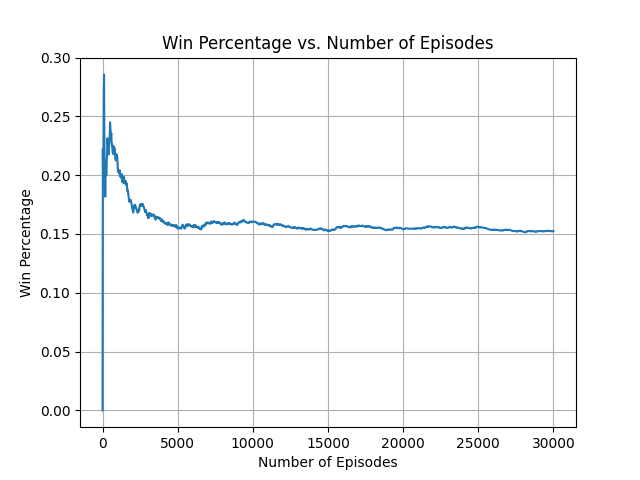 Win Percentage vs. Number of Episodes
0.30
0.25
0.20
0.15
0.10
0.05
0.00
Win Percentage
0 5000 10000 15000 20000 25000 30000
Number of Episodes